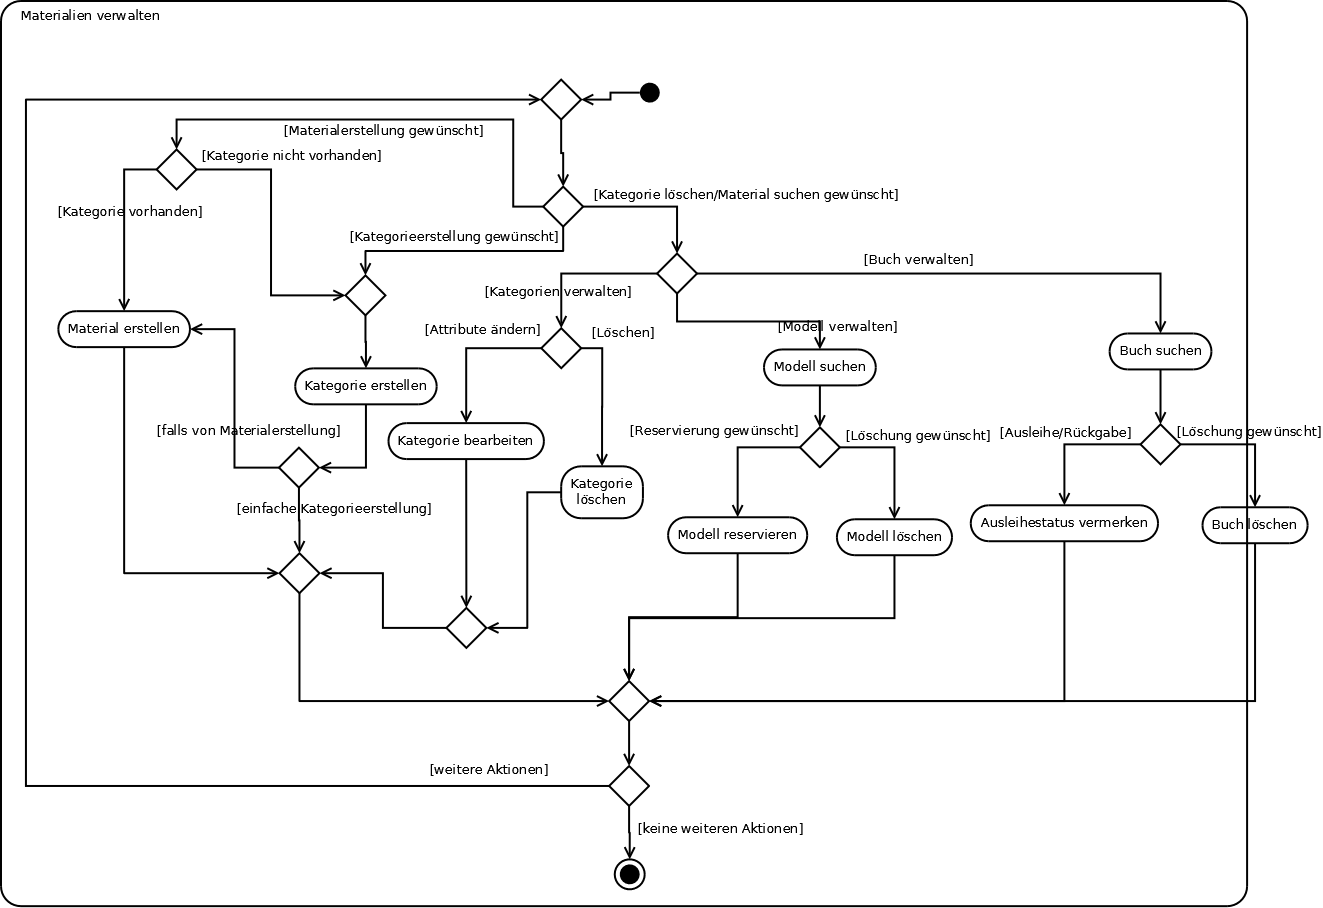 Materialien verwalten
[Materialerstellung gewünscht]
[Kategorie nicht vorhanden]
[Kategorie löschen/Material suchen gewünscht]
[Kategorie vorhanden]
[Kategorieerstellung gewünscht]
[Buch verwalten]
[Kategorien verwalten]
[Modell verwalten]
Material erstellen
[Attribute ändern]
[Löschen]
Buch suchen
Modell suchen
Kategorie erstellen
[falls von Materialerstellung]
Kategorie bearbeiten
[Reservierung gewünscht]
[Löschung gewünscht]
[Ausleihe/Rückgabe]
[Löschung gewünscht]
Kategorie
löschen
[einfache Kategorieerstellung]
Modell reservieren
Modell löschen
Ausleihestatus vermerken
Buch löschen
[weitere Aktionen]
[keine weiteren Aktionen]